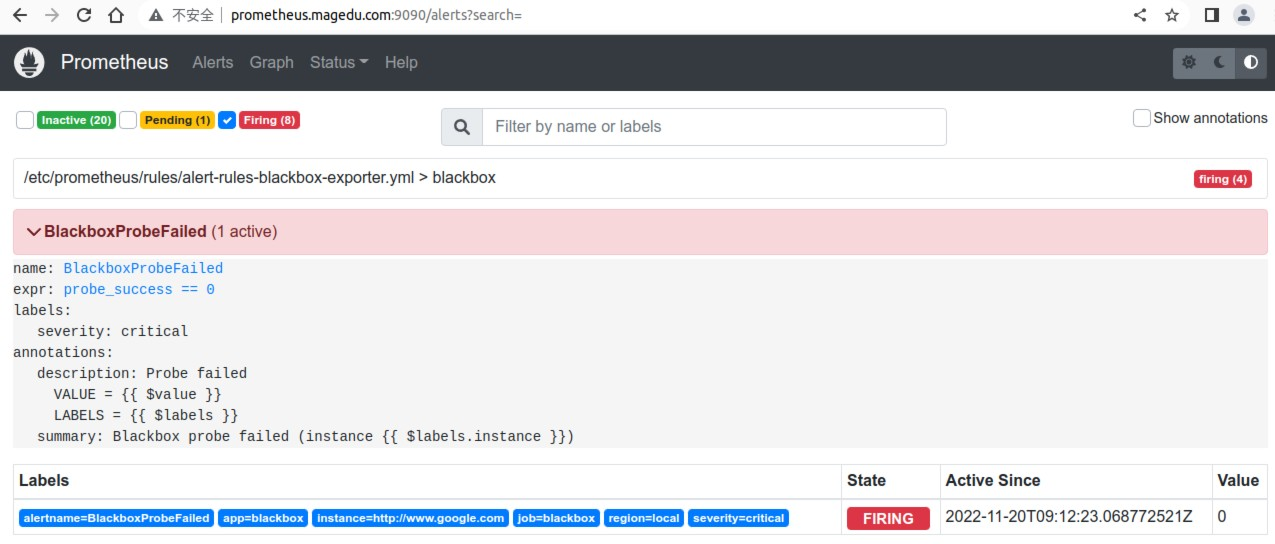 不安全 | prometheus.magedu.com:9090/alerts?search=
Prometheus Alerts Graph Status Help
Inactive (20) Pending (1) Firing (8) Filter by name or labels Show annotations
/etc/prometheus/rules/alert-rules-blackbox-exporter.yml > blackbox firing (4)
BlackboxProbeFailed (1 active)
name: BlackboxProbeFailed
expr: probe_success == 0
labels:
severity: critical
annotations:
description: Probe failed
VALUE = {{ $value }}
LABELS = {{ $labels }}
summary: Blackbox probe failed (instance {{ $labels.instance }})
Labels State Active Since Value
alertname=BlackboxProbeFailed app=blackbox instance=http://www.google.com job=blackbox region=local severity=critical FIRING 2022-11-20T09:12:23.068772521Z 0